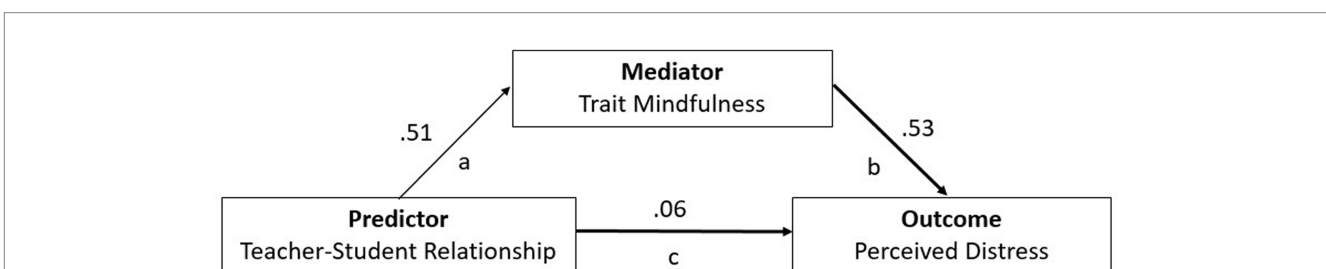 Mediator
Trait Mindfulness
.51
.53
a
b
Predictor
Teacher-Student Relationship
.06
c
Outcome
Perceived Distress